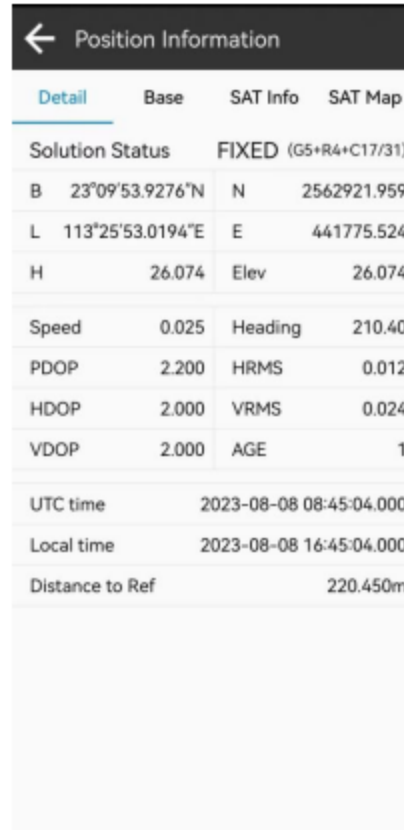 Position Information
Detail Base SAT Info SAT Map
Solution Status FIXED (G5+R4+C17/31)
B 23°09'53.9276"N N 2562921.959
L 113°25'53.0194"E E 441775.524
H 26.074 Elev 26.074
Speed 0.025 Heading 210.40
PDOP 2.200 HRMS 0.012
HDOP 2.000 VRMS 0.024
VDOP 2.000 AGE 1
UTC time 2023-08-08 08:45:04.000
Local time 2023-08-08 16:45:04.000
Distance to Ref 220.450m